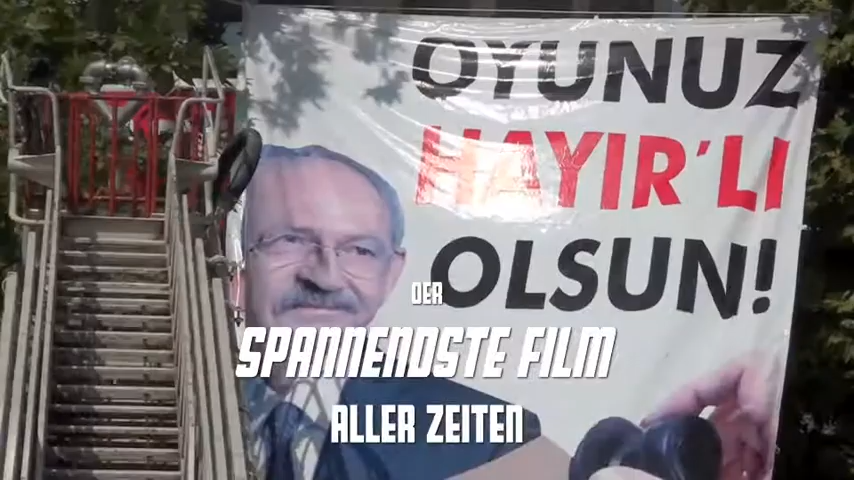 OYUNUZ
HAYIR'LI
OLSUN!
DER
SPANNENDSTE FILM
ALLER ZEITEN